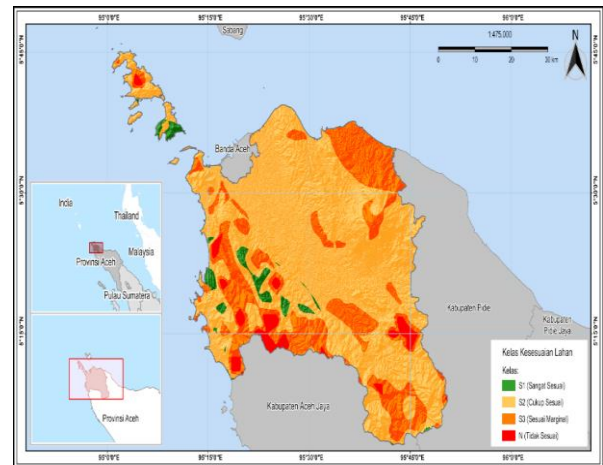 95°0'0"E
95°15'0"E
95°30'0"E
95°45'0"E
96°0'0"E
Sabang
1:475.000
0
10
20
30 km
N
Banda Aceh
India
Thailand
Malaysia
Provinsi Aceh
Pulau Sumatera
Kabupaten Pidie
Kabupaten
Pidie Jaya
Provinsi Aceh
Kabupaten Aceh Jaya
Kelas Kesesuaian Lahan
Kelas:
S1 (Sangat Sesuai)
S2 (Cukup Sesuai)
S3 (Sesuai Marginal)
N (Tidak Sesuai)
95°0'0"E
95°15'0"E
95°30'0"E
95°45'0"E
96°0'0"E